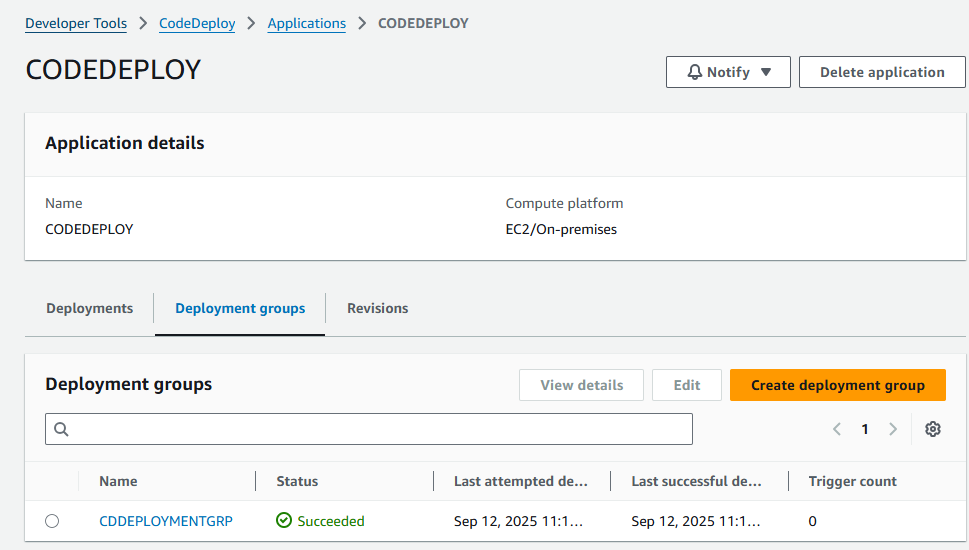 Developer Tools > CodeDeploy > Applications > CODEDEPLOY
CODEDEPLOY
Notify Delete application
Application details
Name Compute platform
CODEDEPLOY EC2/On-premises
Deployments Deployment groups Revisions
Deployment groups View details Edit Create deployment group
< 1 >
Name Status Last attempted de... Last successful de... Trigger count
CDDEPLOYMENTGRP Succeeded Sep 12, 2025 11:1... Sep 12, 2025 11:1... 0